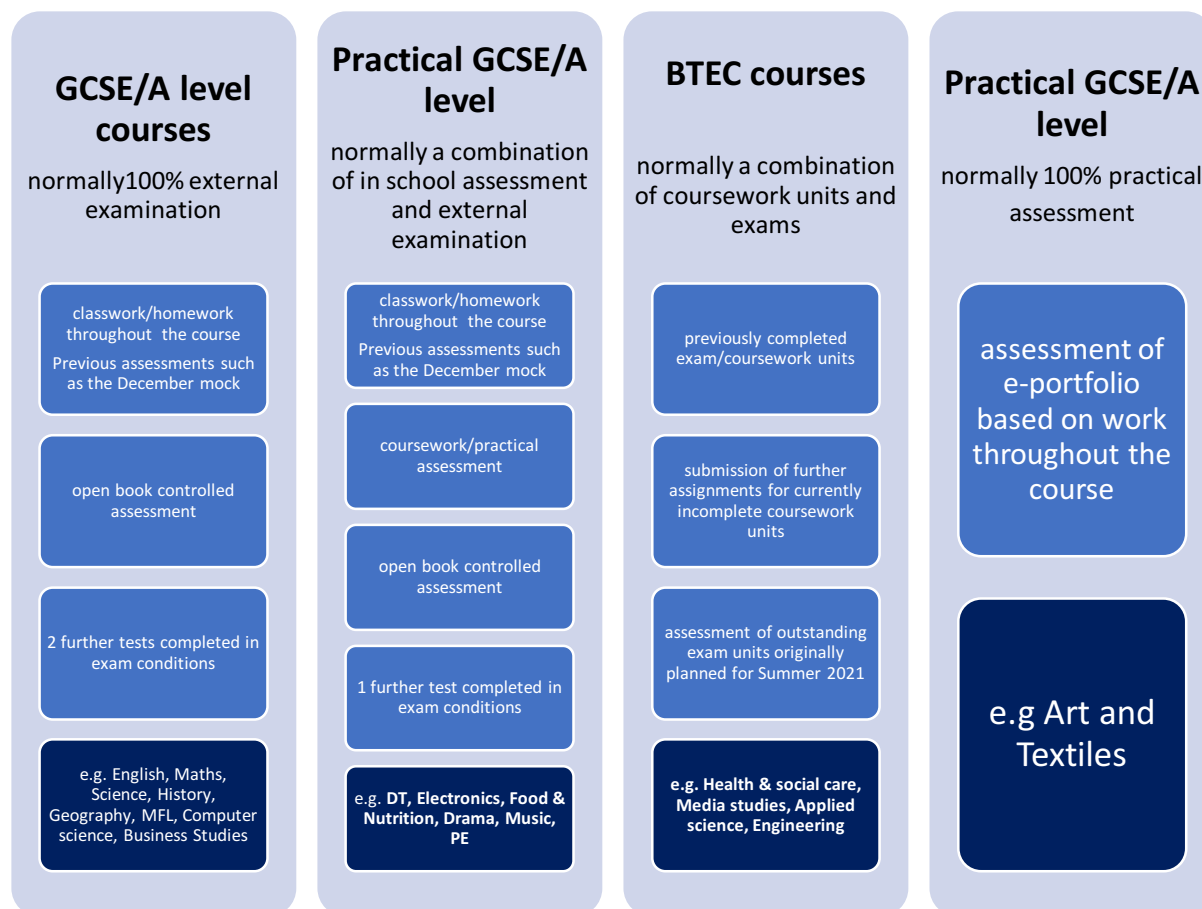 GCSE/A level
courses
normally100% external
examination
classwork/homework
throughout the course
Previous assessments such
as the December mock
open book controlled
assessment
2 further tests completed in
exam conditions
e.g. English, Maths,
Science, History,
Geography, MFL, Computer
science, Business Studies
Practical GCSE/A
level
normally a combination
of in school assessment
and external
examination
classwork/homework
throughout the course
Previous assessments such
as the December mock
coursework/practical
assessment
open book controlled
assessment
1 further test completed in
exam conditions
e.g. DT, Electronics, Food &
Nutrition, Drama, Music,
PE
BTEC courses
normally a combination
of coursework units and
exams
previously completed
exam/coursework units
submission of further
assignments for currently
incomplete coursework
units
assessment of outstanding
exam units originally
planned for Summer 2021
e.g. Health & social care,
Media studies, Applied
science, Engineering
Practical GCSE/A
level
normally 100% practical
assessment
assessment of
e-portfolio
based on work
throughout the
course
e.g Art and
Textiles